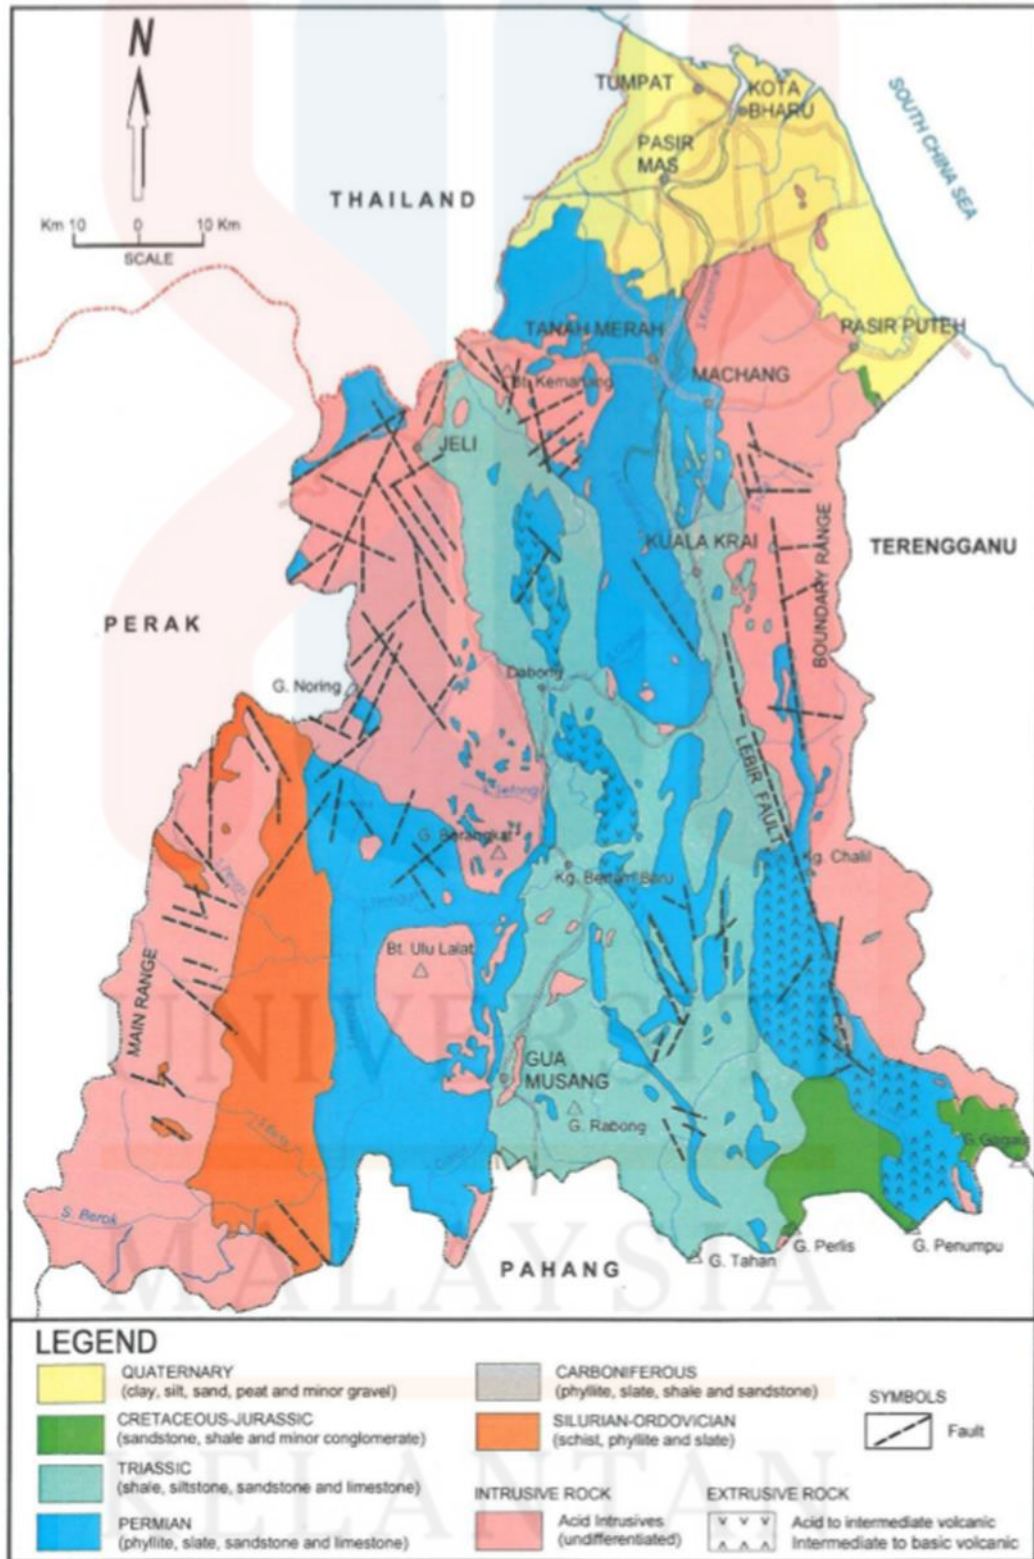 N
Km 10 0 10 Km
SCALE
THAILAND
SOUTH CHINA SEA
TUMPAT
KOTA
BHARU
PASIR
MAS
TANAH MERAH
PASIR PUTEH
Bt. Kemahang
MACHANG
JELI
KUALA KRAI
BOUNDARY RANGE
TERENGGANU
PERAK
G. Noring
Dabong
LEBIR FAULT
G. Berangkat
Kg. Bertam Baru
Kg. Chalil
Bt. Ulu Lalat
MAIN RANGE
GUA
MUSANG
G. Rabong
G. Gagau
S. Berok
PAHANG
G. Tahan
G. Perlis
G. Penumpu
UNIVERSITI
MALAYSIA
KELANTAN
LEGEND
QUATERNARY
(clay, silt, sand, peat and minor gravel)
CRETACEOUS-JURASSIC
(sandstone, shale and minor conglomerate)
TRIASSIC
(shale, siltstone, sandstone and limestone)
PERMIAN
(phyllite, slate, sandstone and limestone)
CARBONIFEROUS
(phyllite, slate, shale and sandstone)
SILURIAN-ORDOVICIAN
(schist, phyllite and slate)
INTRUSIVE ROCK
Acid Intrusives
(undifferentiated)
EXTRUSIVE ROCK
Acid to intermediate volcanic
Intermediate to basic volcanic
SYMBOLS
Fault